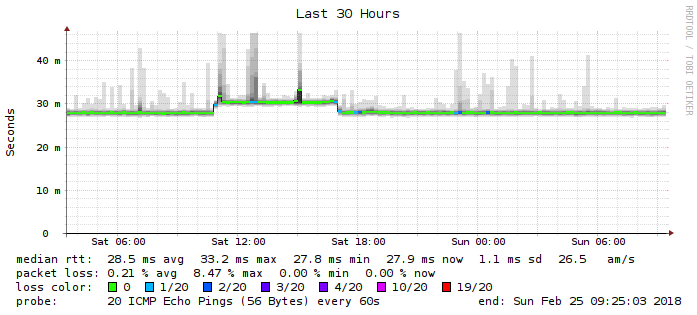 Last 30 Hours
RRDTOOL / TOBI OETIKER
Seconds
40 m
30 m
20 m
10 m
0
Sat 06:00 Sat 12:00 Sat 18:00 Sun 00:00 Sun 06:00
median rtt: 28.5 ms avg 33.2 ms max 27.8 ms min 27.9 ms now 1.1 ms sd 26.5 am/s
packet loss: 0.21 % avg 8.47 % max 0.00 % min 0.00 % now
loss color: 0 1/20 2/20 3/20 4/20 10/20 19/20
probe: 20 ICMP Echo Pings (56 Bytes) every 60s end: Sun Feb 25 09:25:03 2018